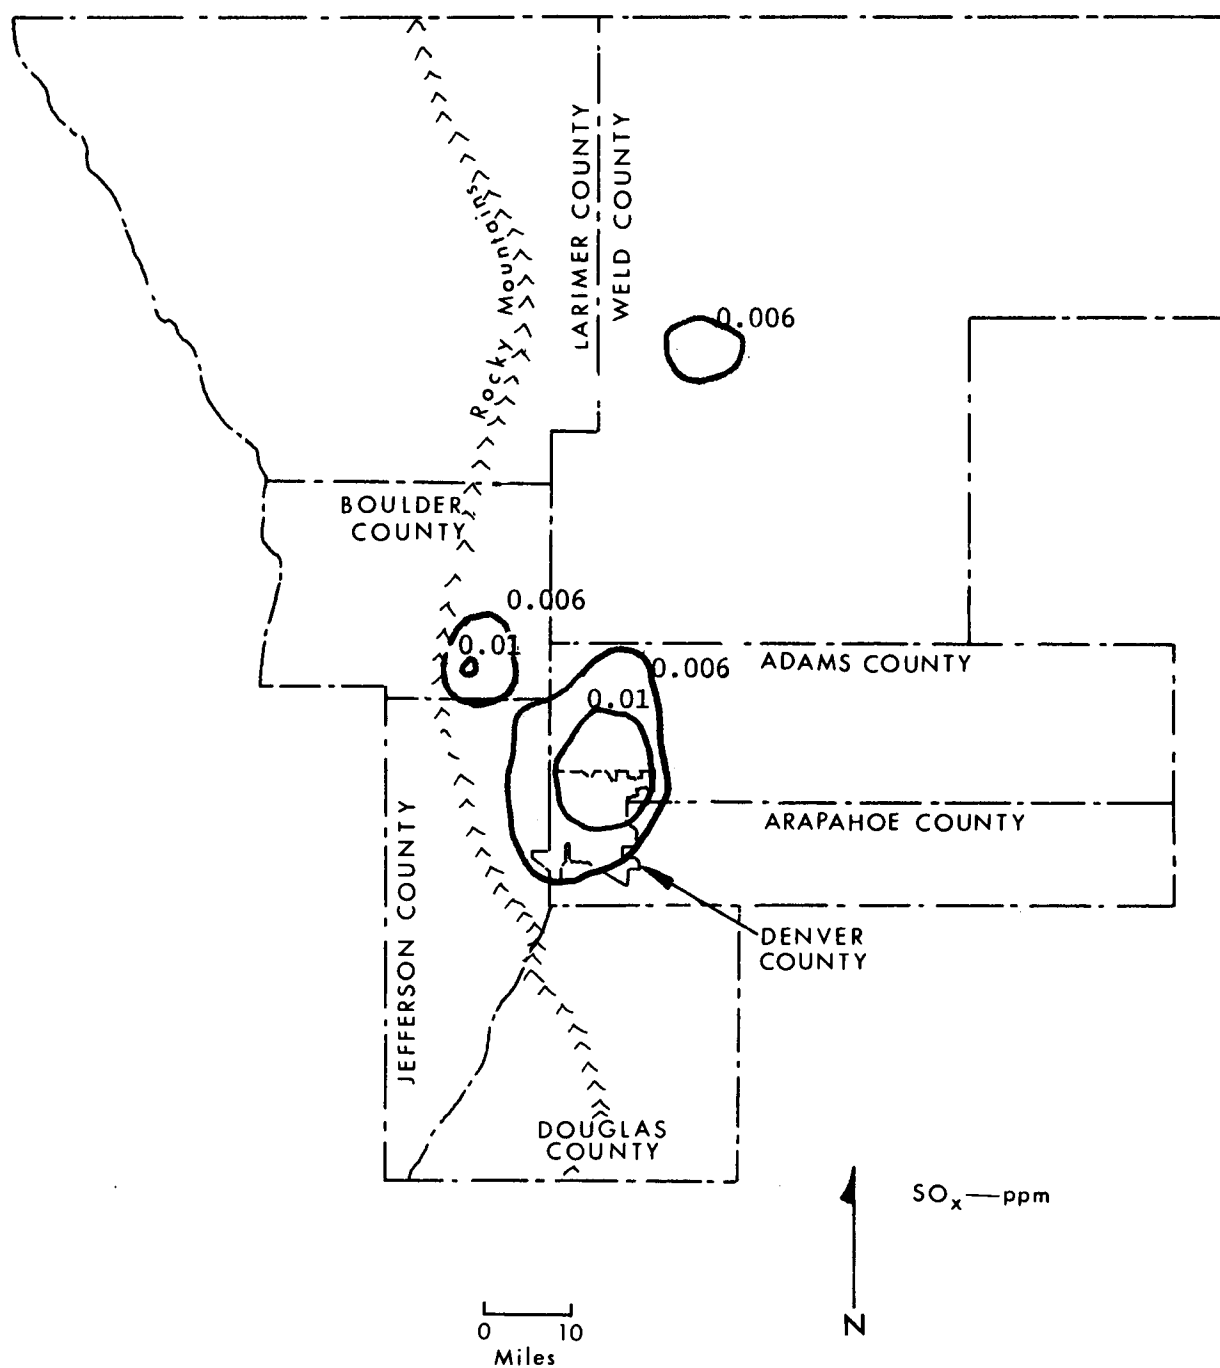 LARIMER COUNTY
WELD COUNTY
Rocky Mountains
0.006
BOULDER
COUNTY
0.006
0.01
ADAMS COUNTY
0.006
0.01
ARAPAHOE COUNTY
JEFFERSON COUNTY
DENVER
COUNTY
DOUGLAS
COUNTY
SOx—ppm
N
0 10
Miles